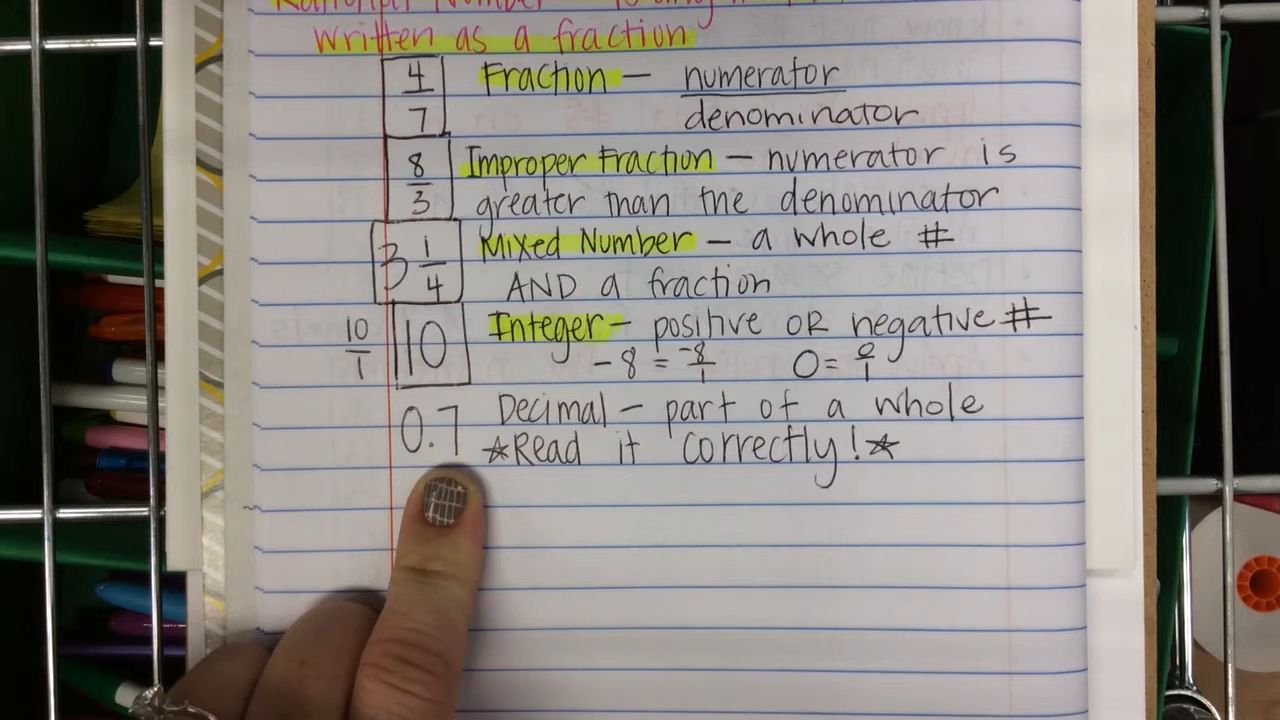 Rational Number
written as a fraction
4/7 Fraction - numerator
denominator
8/3 Improper Fraction - numerator is
greater than the denominator
3 1/4 Mixed Number - a whole #
AND a fraction
10/1 10 Integer - positive OR negative #
-8 = -8/1 0 = 0/1
0.7 Decimal - part of a whole
☆Read it correctly!☆